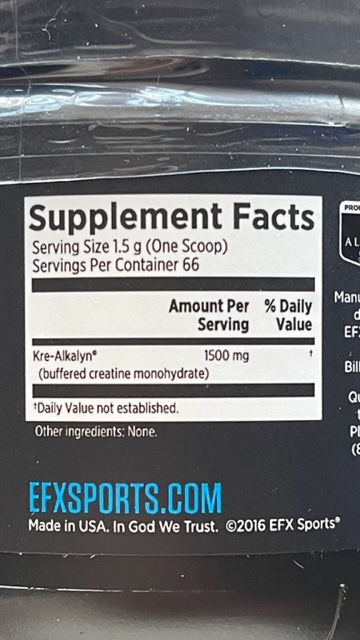 Supplement Facts
Serving Size 1.5 g (One Scoop)
Servings Per Container 66
Amount Per % Daily
Serving Value
Kre-Alkalyn® 1500 mg †
(buffered creatine monohydrate)
†Daily Value not established.
Other ingredients: None.
EFXSPORTS.COM
Made in USA. In God We Trust. ©2016 EFX Sports®